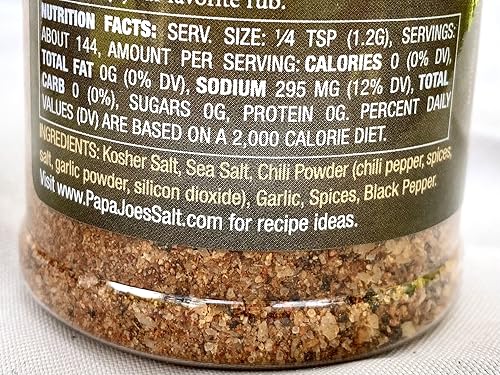 favorite rub.
NUTRITION FACTS: SERV. SIZE: ¼ TSP (1.2G), SERVINGS:
ABOUT 144, AMOUNT PER SERVING: CALORIES 0 (0% DV),
TOTAL FAT 0G (0% DV), SODIUM 295 MG (12% DV), TOTAL
CARB 0 (0%), SUGARS 0G, PROTEIN 0G. PERCENT DAILY
VALUES (DV) ARE BASED ON A 2,000 CALORIE DIET.
INGREDIENTS: Kosher Salt, Sea Salt, Chili Powder (chili pepper, spices,
salt, garlic powder, silicon dioxide), Garlic, Spices, Black Pepper.
Visit www.PapaJoesSalt.com for recipe ideas.